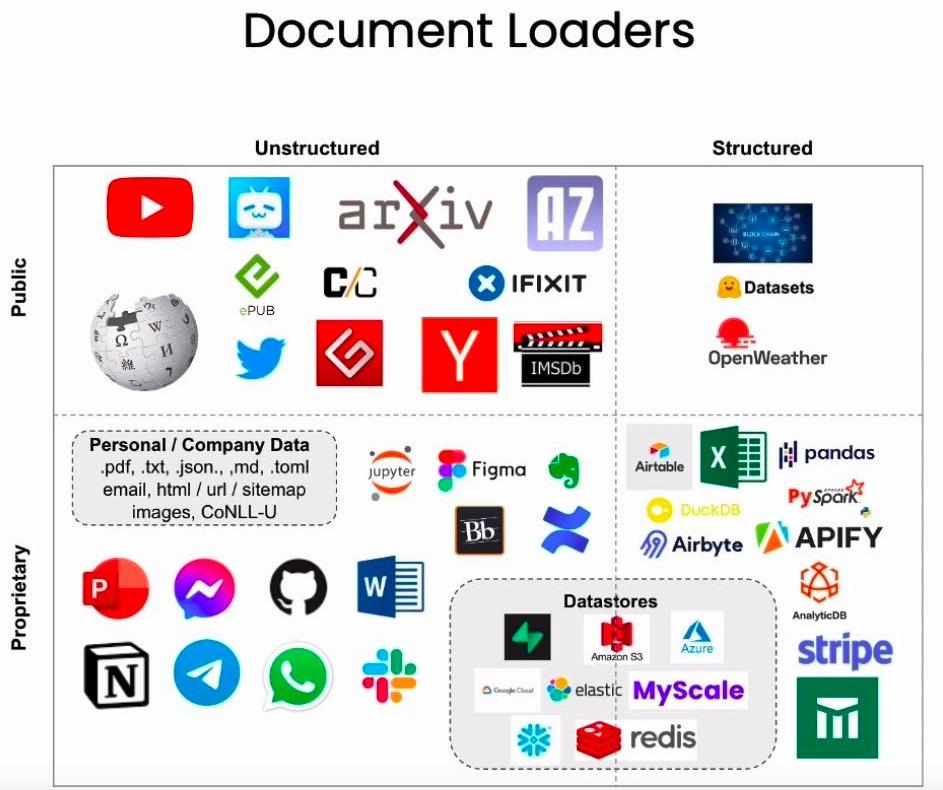 Document Loaders
Unstructured
Structured
Public
arXiv
AZ
BLOCK CHAIN
ePUB
C/C
IFIXIT
Datasets
Ω
W
И
維
Y
IMSDb
OpenWeather
Proprietary
Personal / Company Data
.pdf, .txt, .json., ,md, .toml
email, html / url / sitemap
images, CoNLL-U
jupyter
Figma
Airtable
X
pandas
APACHE
PySpark
Bb
DuckDB
Airbyte
APIFY
P
W
AnalyticDB
Datastores
Amazon S3
Azure
stripe
N
Google Cloud
elastic
MyScale
redis